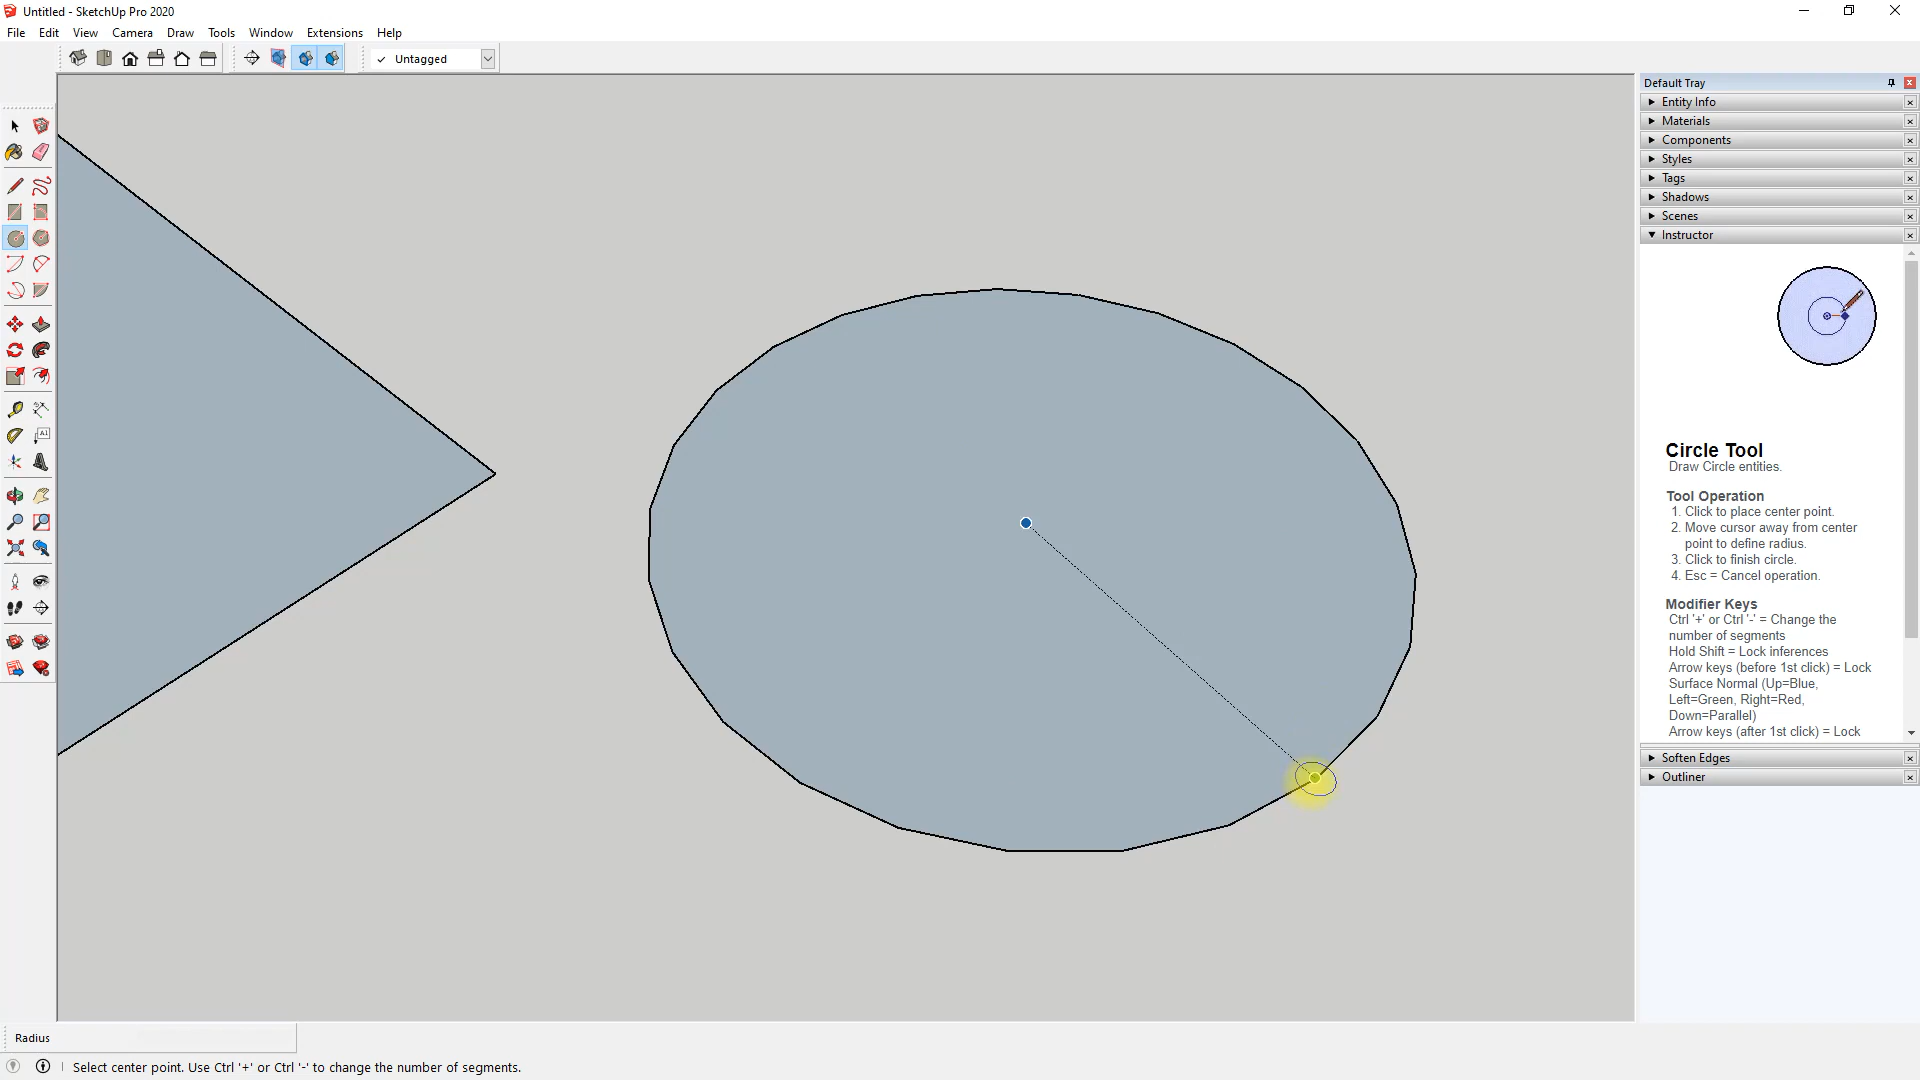 Untitled - SketchUp Pro 2020
File Edit View Camera Draw Tools Window Extensions Help
✓ Untagged
Default Tray
Entity Info
Materials
Components
Styles
Tags
Shadows
Scenes
Instructor
Circle Tool
Draw Circle entities.
Tool Operation
1. Click to place center point.
2. Move cursor away from center
point to define radius.
3. Click to finish circle.
4. Esc = Cancel operation.
Modifier Keys
Ctrl '+' or Ctrl '-' = Change the
number of segments
Hold Shift = Lock inferences
Arrow keys (before 1st click) = Lock
Surface Normal (Up=Blue,
Left=Green, Right=Red,
Down=Parallel)
Arrow keys (after 1st click) = Lock
Soften Edges
Outliner
Radius
Select center point. Use Ctrl '+' or Ctrl '-' to change the number of segments.